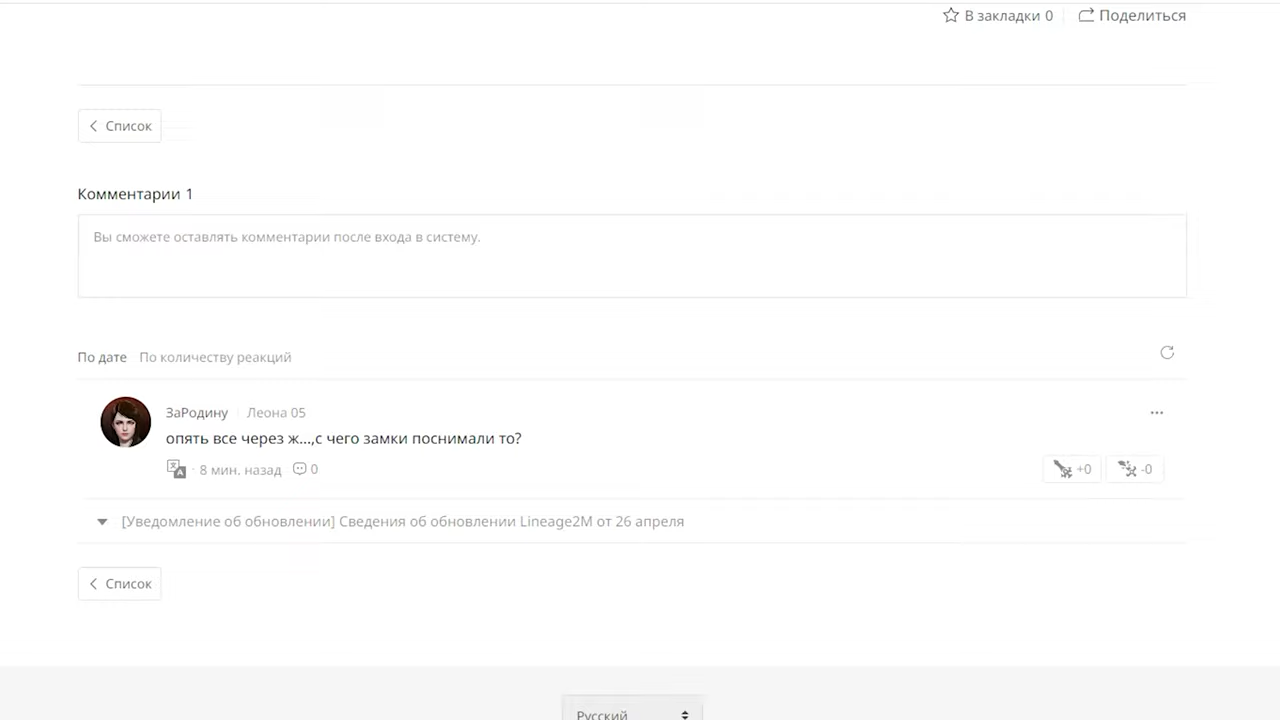 В закладки 0 Поделиться
Список
Комментарии 1
Вы сможете оставлять комментарии после входа в систему.
По дате По количеству реакций
ЗаРодину Леона 05
опять все через ж...,с чего замки поснимали то?
· 8 мин. назад 0 +0 -0
[Уведомление об обновлении] Сведения об обновлении Lineage2M от 26 апреля
Список
Русский